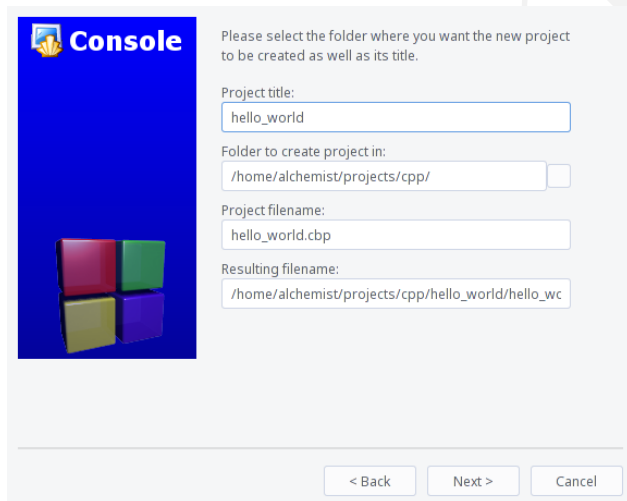 Console
Please select the folder where you want the new project
to be created as well as its title.
Project title:
hello_world
Folder to create project in:
/home/alchemist/projects/cpp/
Project filename:
hello_world.cbp
Resulting filename:
/home/alchemist/projects/cpp/hello_world/hello_wc
< Back
Next >
Cancel